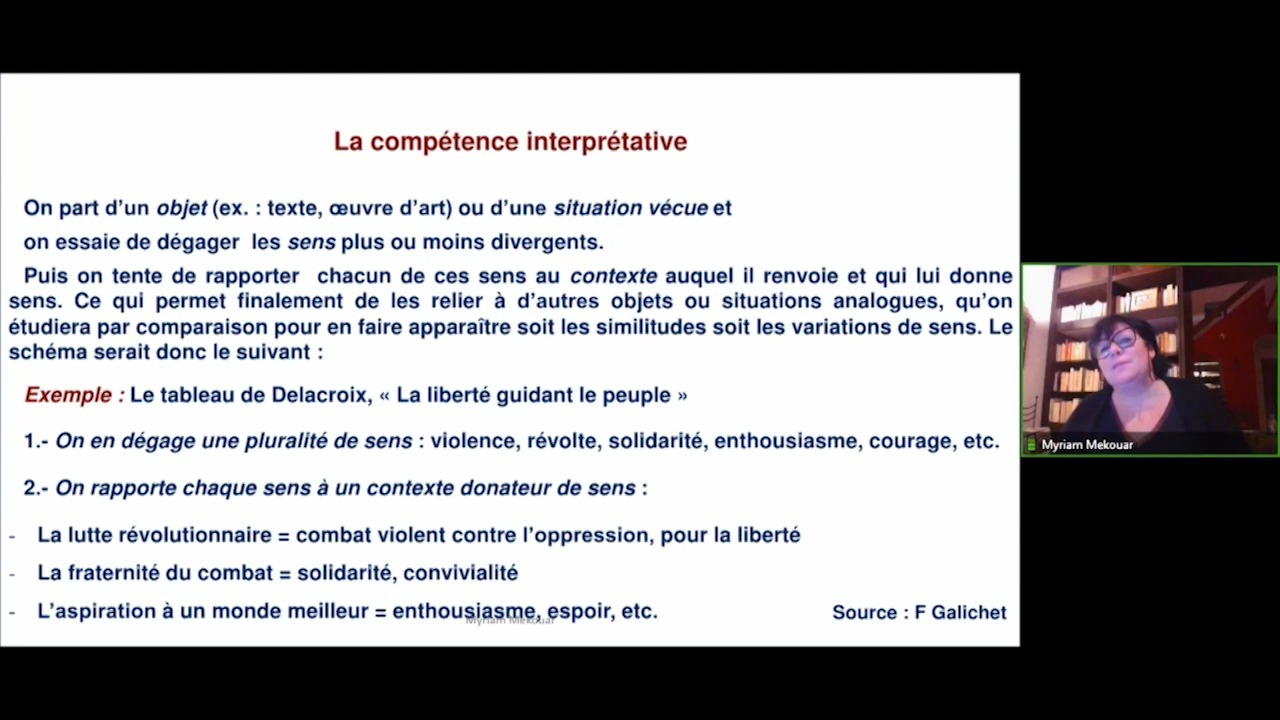 La compétence interprétative
On part d’un objet (ex. : texte, œuvre d’art) ou d’une situation vécue et
on essaie de dégager les sens plus ou moins divergents.
Puis on tente de rapporter chacun de ces sens au contexte auquel il renvoie et qui lui donne
sens. Ce qui permet finalement de les relier à d’autres objets ou situations analogues, qu’on
étudiera par comparaison pour en faire apparaître soit les similitudes soit les variations de sens. Le
schéma serait donc le suivant :
Exemple : Le tableau de Delacroix, « La liberté guidant le peuple »
1.- On en dégage une pluralité de sens : violence, révolte, solidarité, enthousiasme, courage, etc.
2.- On rapporte chaque sens à un contexte donateur de sens :
- La lutte révolutionnaire = combat violent contre l’oppression, pour la liberté
- La fraternité du combat = solidarité, convivialité
- L’aspiration à un monde meilleur = enthousiasme, espoir, etc.
Source : F Galichet
Myriam Mekouar
Myriam Mekouar